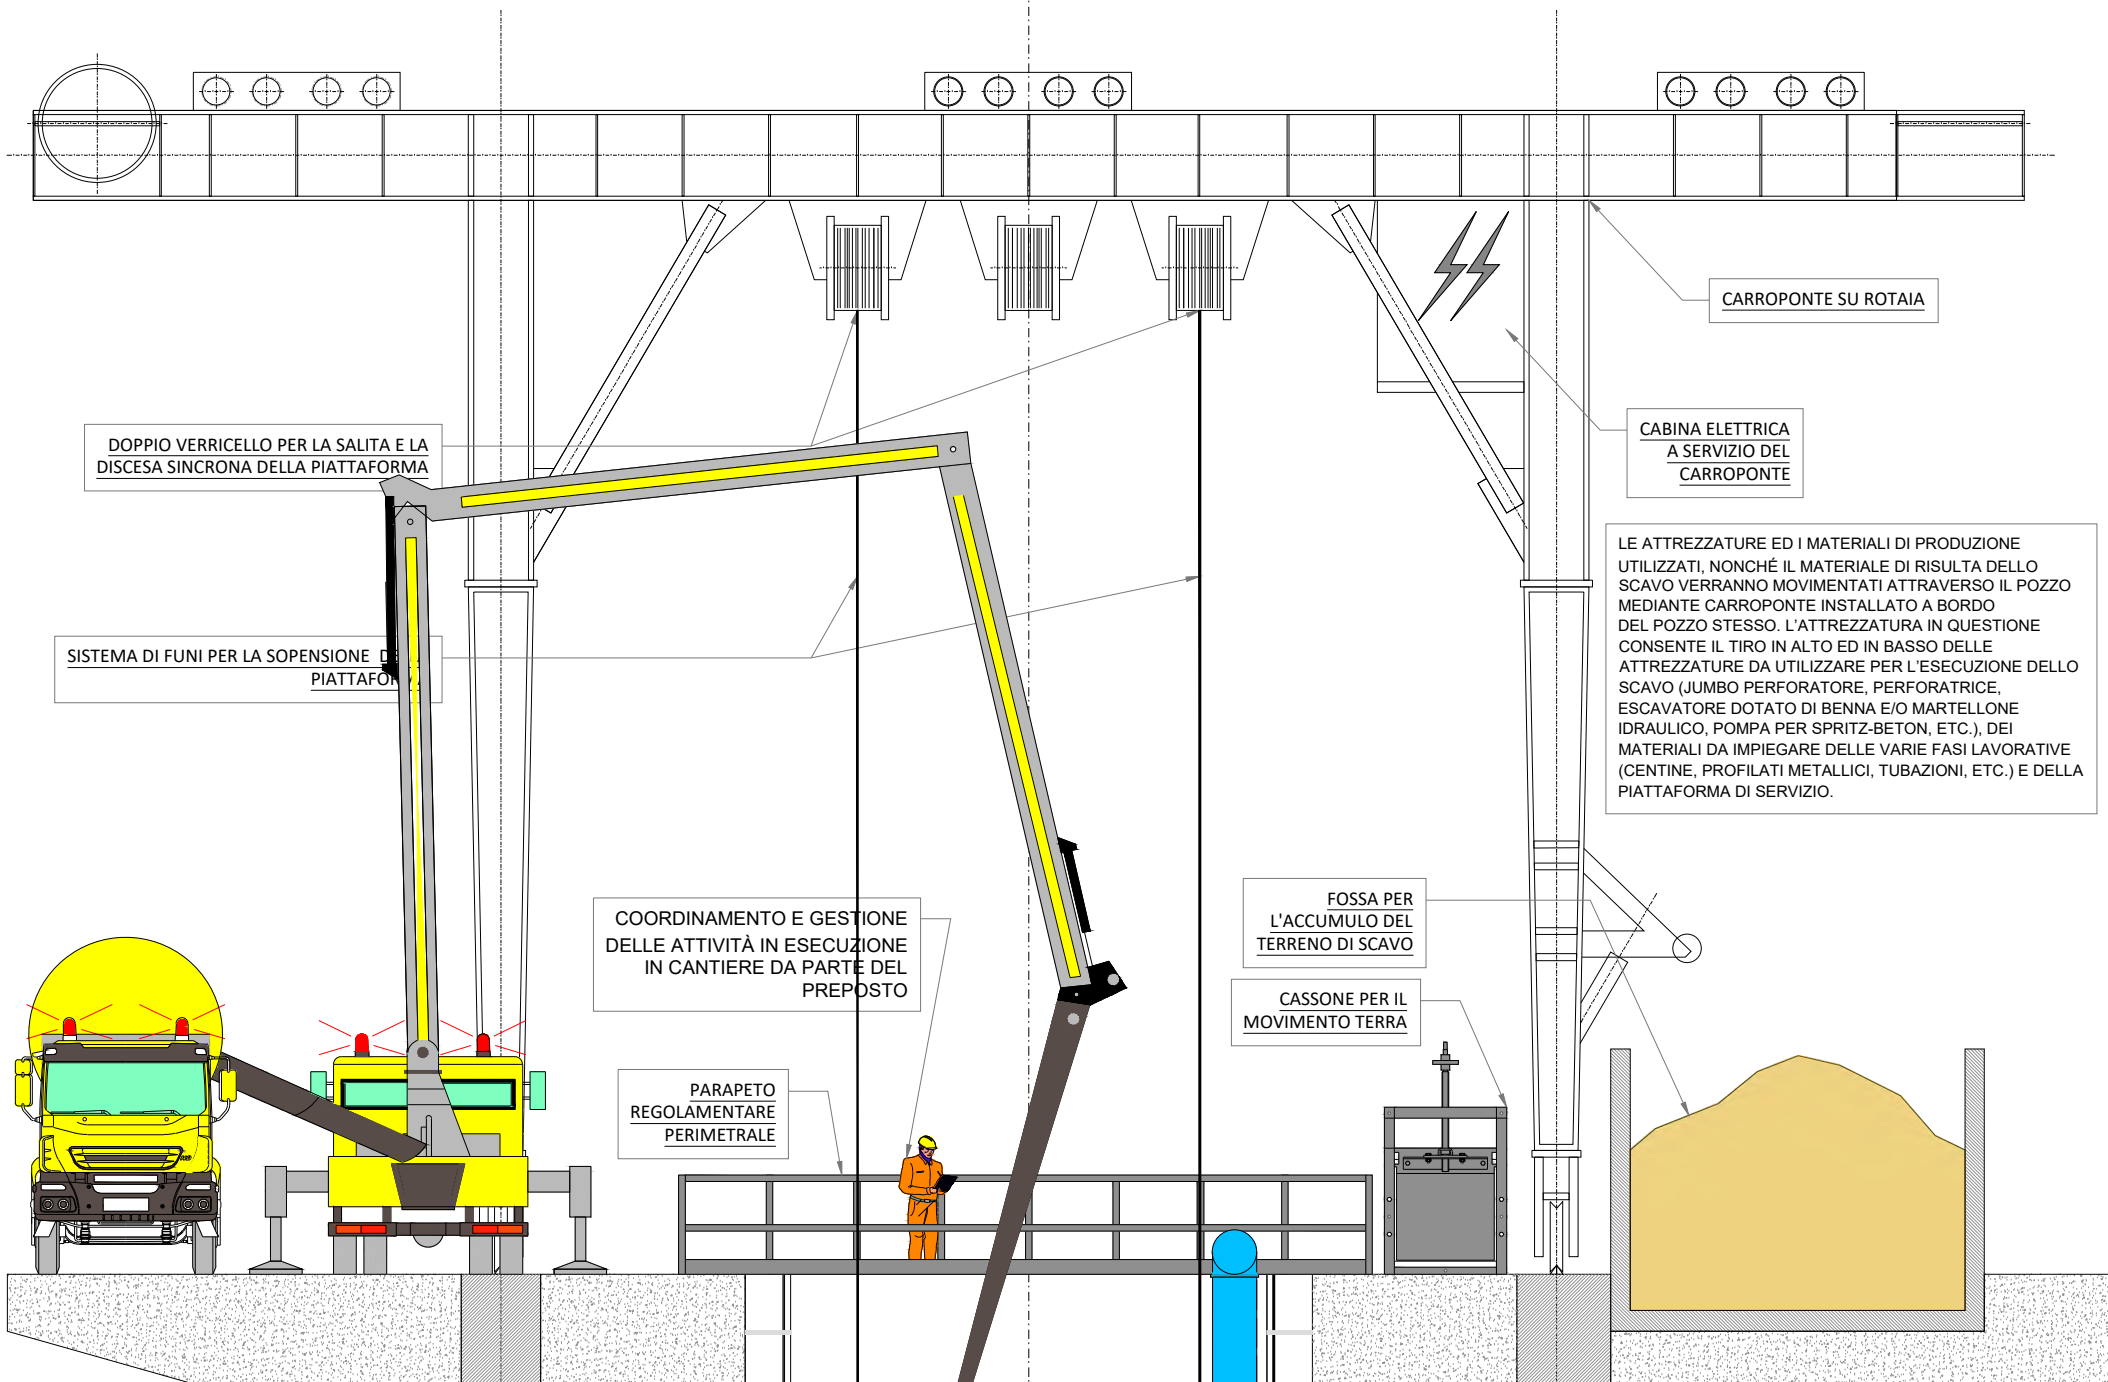 CARROPONTE SU ROTAIA
DOPPIO VERRICELLO PER LA SALITA E LA
DISCESA SINCRONA DELLA PIATTAFORMA
CABINA ELETTRICA
A SERVIZIO DEL
CARROPONTE
LE ATTREZZATURE ED I MATERIALI DI PRODUZIONE
UTILIZZATI, NONCHÉ IL MATERIALE DI RISULTA DELLO
SCAVO VERRANNO MOVIMENTATI ATTRAVERSO IL POZZO
MEDIANTE CARROPONTE INSTALLATO A BORDO
DEL POZZO STESSO. L'ATTREZZATURA IN QUESTIONE
CONSENTE IL TIRO IN ALTO ED IN BASSO DELLE
ATTREZZATURE DA UTILIZZARE PER L'ESECUZIONE DELLO
SCAVO (JUMBO PERFORATORE, PERFORATRICE,
ESCAVATORE DOTATO DI BENNA E/O MARTELLONE
IDRAULICO, POMPA PER SPRITZ-BETON, ETC.), DEI
MATERIALI DA IMPIEGARE DELLE VARIE FASI LAVORATIVE
(CENTINE, PROFILATI METALLICI, TUBAZIONI, ETC.) E DELLA
PIATTAFORMA DI SERVIZIO.
SISTEMA DI FUNI PER LA SOPENSIONE
PIATTAFORMA
COORDINAMENTO E GESTIONE
DELLE ATTIVITÀ IN ESECUZIONE
IN CANTIERE DA PARTE DEL
PREPOSTO
FOSSA PER
L'ACCUMULO DEL
TERRENO DI SCAVO
CASSONE PER IL
MOVIMENTO TERRA
PARAPETO
REGOLAMENTARE
PERIMETRALE